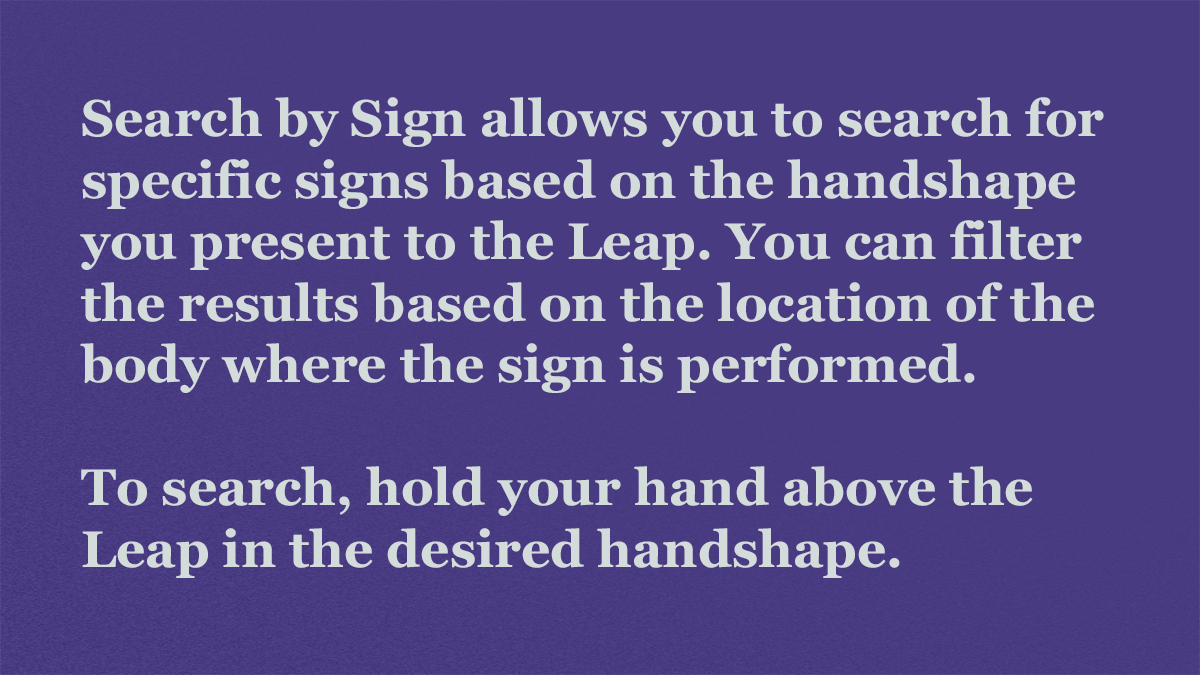 Search by Sign allows you to search for
specific signs based on the handshape
you present to the Leap. You can filter
the results based on the location of the
body where the sign is performed.
To search, hold your hand above the
Leap in the desired handshape.